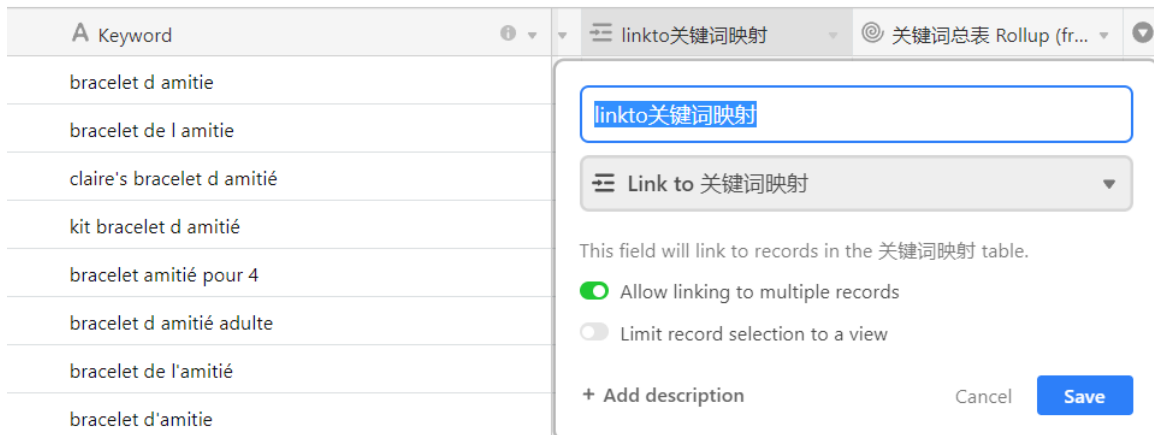 Keyword
linkto关键词映射
关键词总表 Rollup (fr...
bracelet d amitie
bracelet de l amitie
claire's bracelet d amitié
kit bracelet d amitié
bracelet amitié pour 4
bracelet d amitié adulte
bracelet de l'amitié
bracelet d'amitie
linkto关键词映射
Link to 关键词映射
This field will link to records in the 关键词映射 table.
Allow linking to multiple records
Limit record selection to a view
+ Add description
Cancel
Save